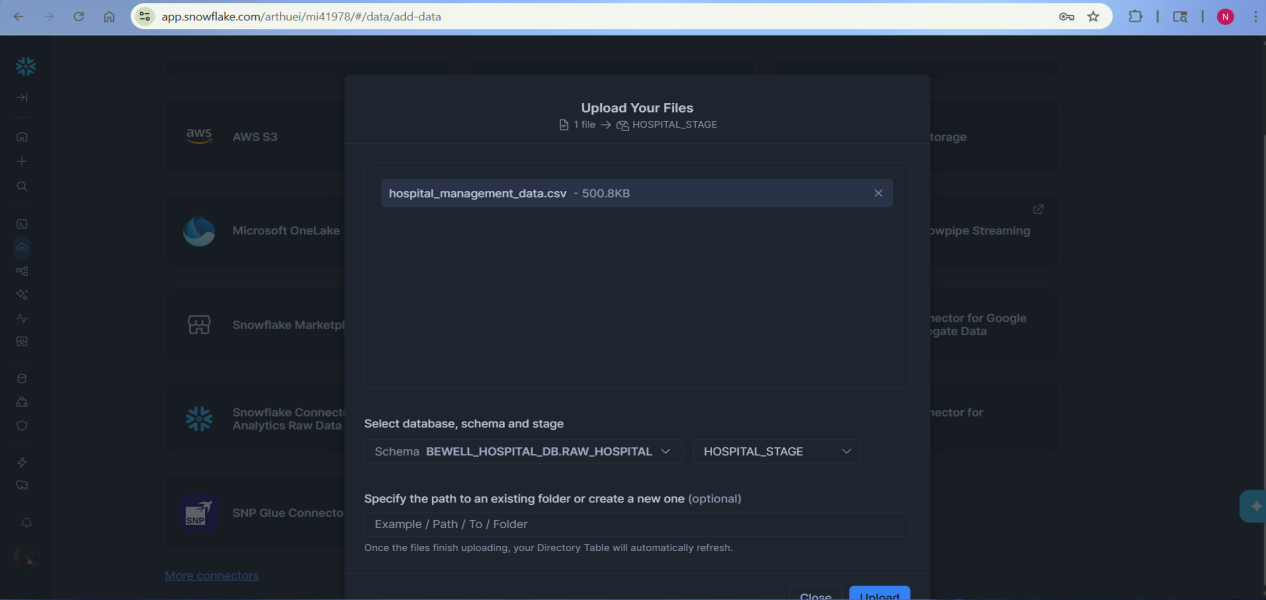 app.snowflake.com/arthuei/mi41978/#/data/add-data
N
Upload Your Files
1 file → HOSPITAL_STAGE
aws
AWS S3
torage
hospital_management_data.csv - 500.8KB
Microsoft OneLake
owpipe Streaming
Snowflake Marketpl
nector for Google
egate Data
Snowflake Connect
Analytics Raw Data
nector for
Select database, schema and stage
Schema BEWELL_HOSPITAL_DB.RAW_HOSPITAL
HOSPITAL_STAGE
Specify the path to an existing folder or create a new one (optional)
SNP
SNP Glue Connecto
Example / Path / To / Folder
Once the files finish uploading, your Directory Table will automatically refresh.
More connectors
Close
Upload